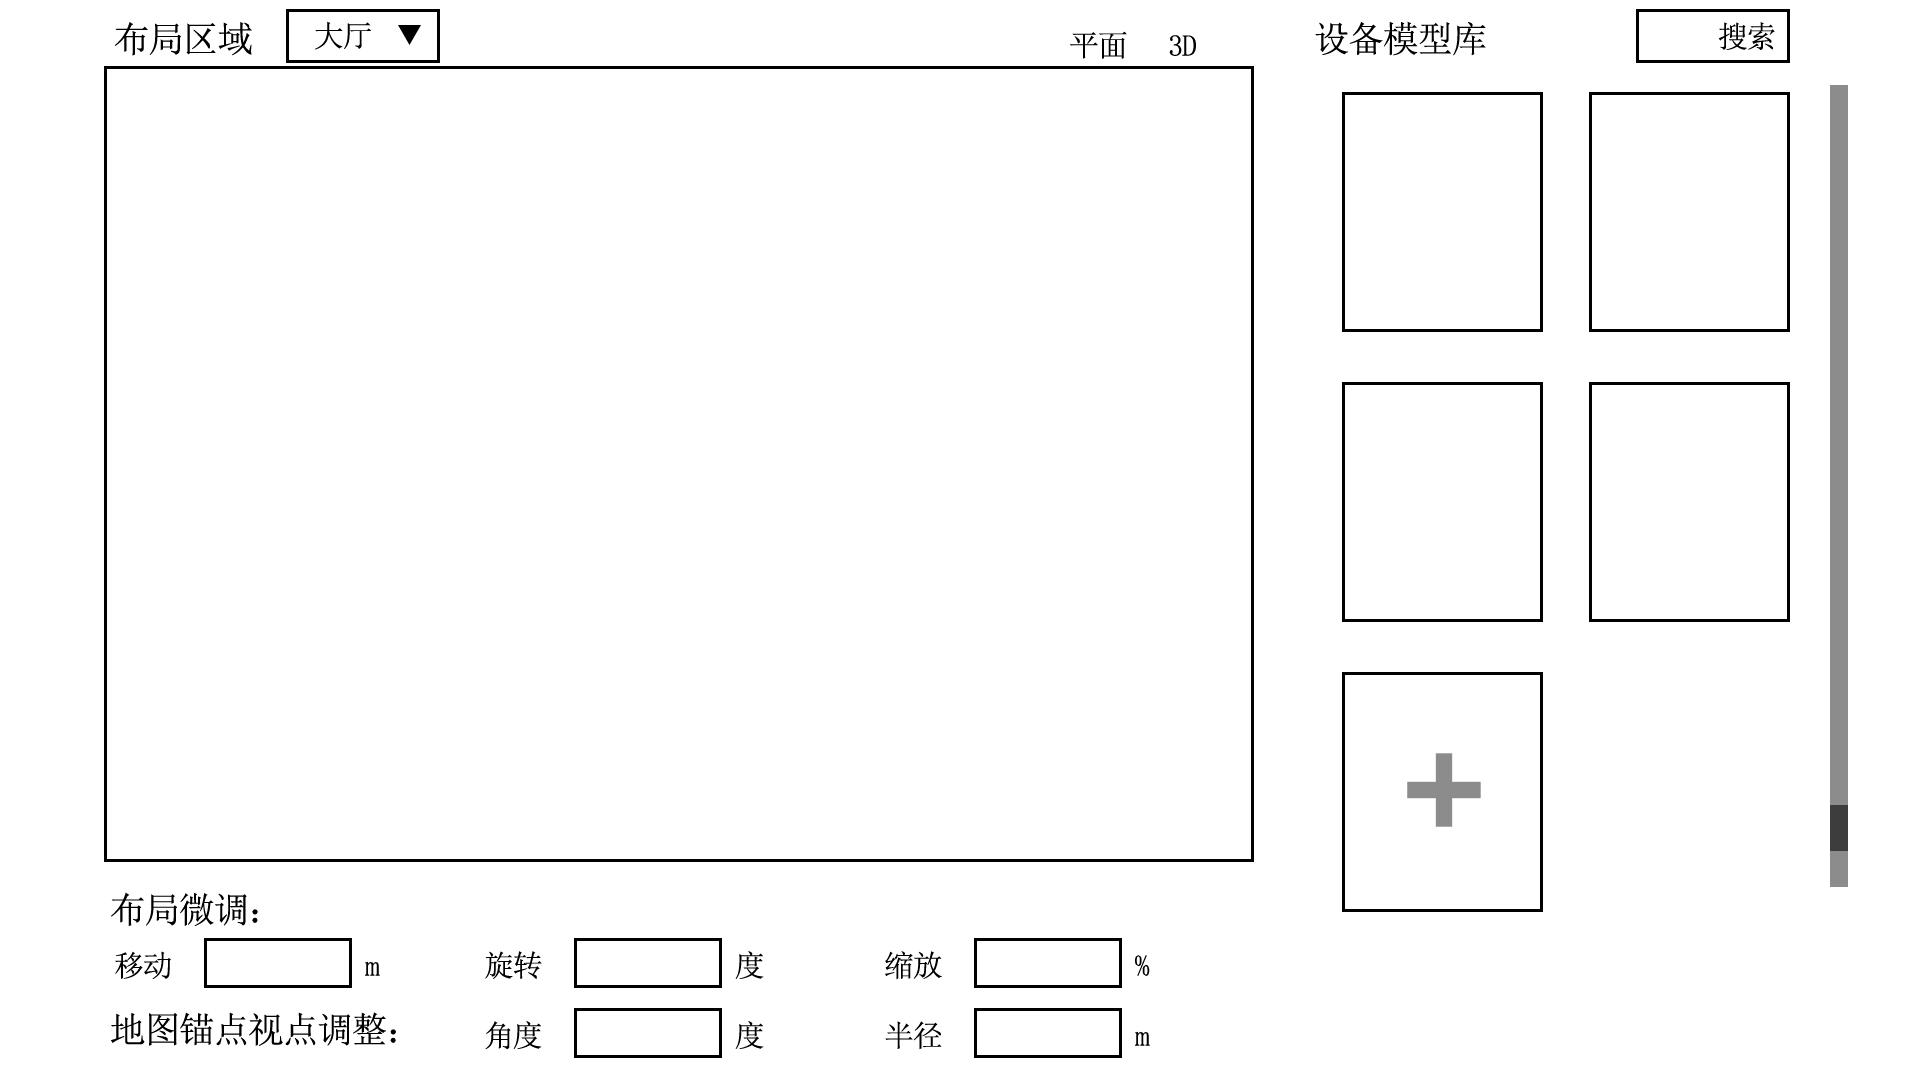 布局区域 大厅 ▼ 平面 3D 设备模型库 搜索
布局微调：
移动 m 旋转 度 缩放 %
地图锚点视点调整： 角度 度 半径 m